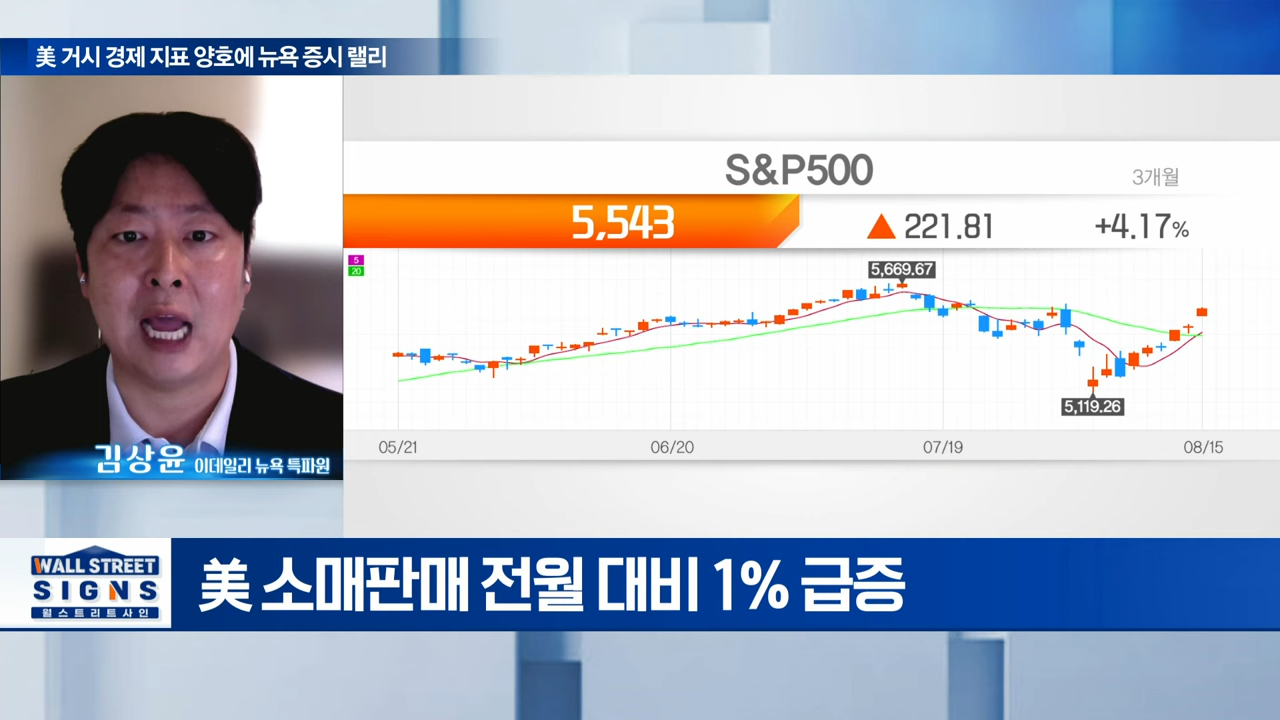 美 거시 경제 지표 양호에 뉴욕 증시 랠리
S&P500
3개월
5,543
▲ 221.81
+4.17%
5
20
5,669.67
5,119.26
05/21
06/20
07/19
08/15
김상윤 이데일리 뉴욕 특파원
WALL STREET
SIGNS
월스트리트사인
美 소매판매 전월 대비 1% 급증